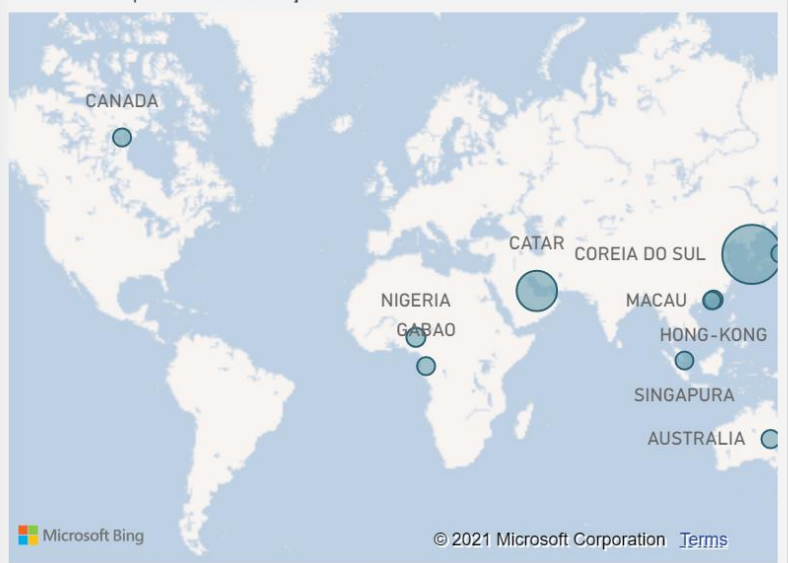 CANADA
CATAR
COREIA DO SUL
NIGERIA
MACAU
GABAO
HONG-KONG
SINGAPURA
AUSTRALIA
Microsoft Bing
© 2021 Microsoft Corporation Terms